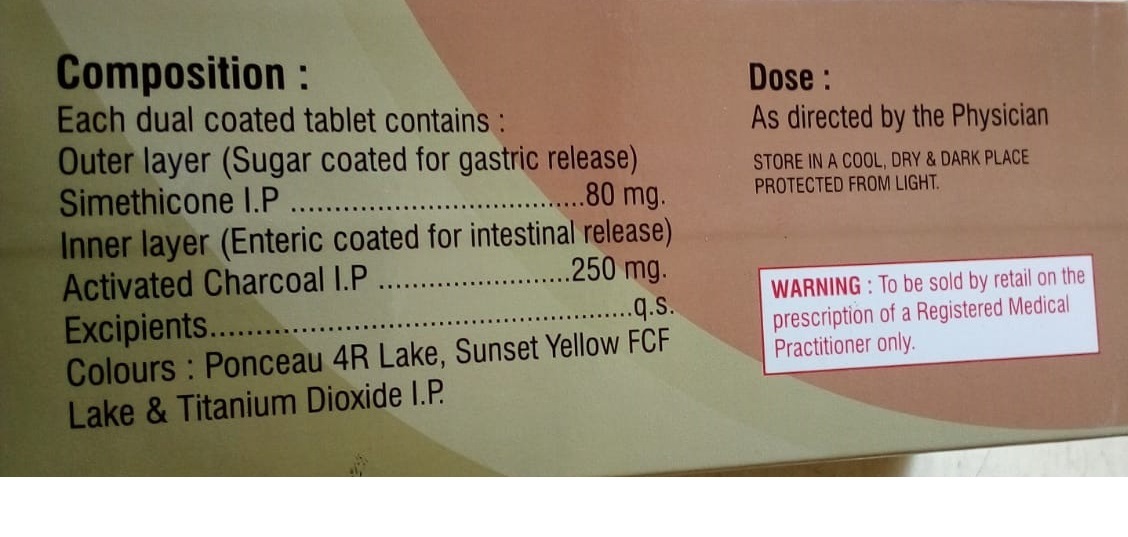 Composition :
Each dual coated tablet contains :
Outer layer (Sugar coated for gastric release)
Simethicone I.P ...................................80 mg.
Inner layer (Enteric coated for intestinal release)
Activated Charcoal I.P .......................250 mg.
Excipients..................................................q.s.
Colours : Ponceau 4R Lake, Sunset Yellow FCF
Lake & Titanium Dioxide I.P.
Dose :
As directed by the Physician
STORE IN A COOL, DRY & DARK PLACE
PROTECTED FROM LIGHT.
WARNING : To be sold by retail on the
prescription of a Registered Medical
Practitioner only.